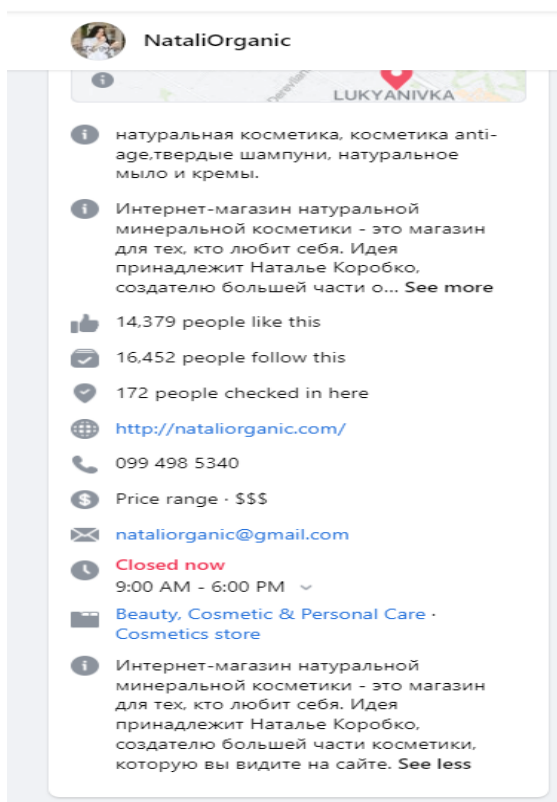 NataliOrganic
LUKYANIVKA
натуральная косметика, косметика anti-
age,твердые шампуни, натуральное
мыло и кремы.
Интернет-магазин натуральной
минеральной косметики - это магазин
для тех, кто любит себя. Идея
принадлежит Наталье Коробко,
создателю большей части о... See more
14,379 people like this
16,452 people follow this
172 people checked in here
http://nataliorganic.com/
099 498 5340
Price range · $$$
nataliorganic@gmail.com
Closed now
9:00 AM - 6:00 PM
Beauty, Cosmetic & Personal Care ·
Cosmetics store
Интернет-магазин натуральной
минеральной косметики - это магазин
для тех, кто любит себя. Идея
принадлежит Наталье Коробко,
создателю большей части косметики,
которую вы видите на сайте. See less